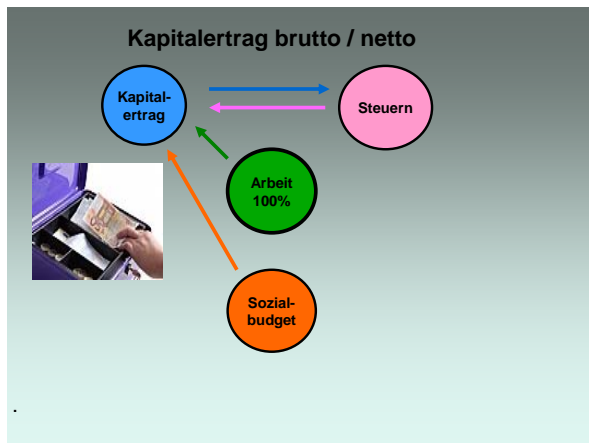 Kapitalertrag brutto / netto
Kapital-
ertrag
Steuern
Arbeit
100%
Sozial-
budget
.